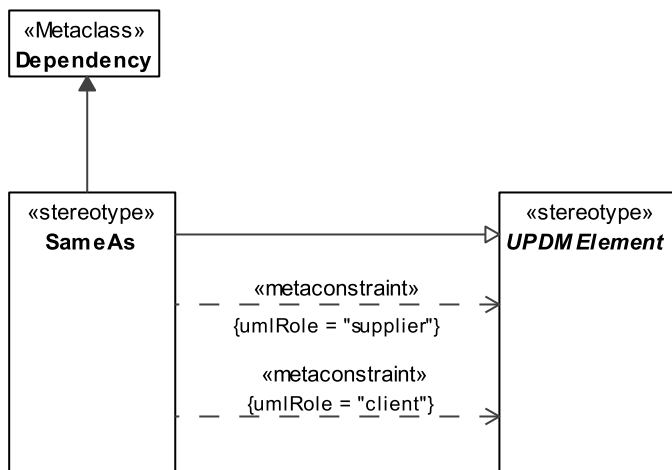 «Metaclass»
Dependency
«stereotype»
SameAs
«stereotype»
UPDMElement
«metaconstraint»
{umlRole = "supplier"}
«metaconstraint»
{umlRole = "client"}